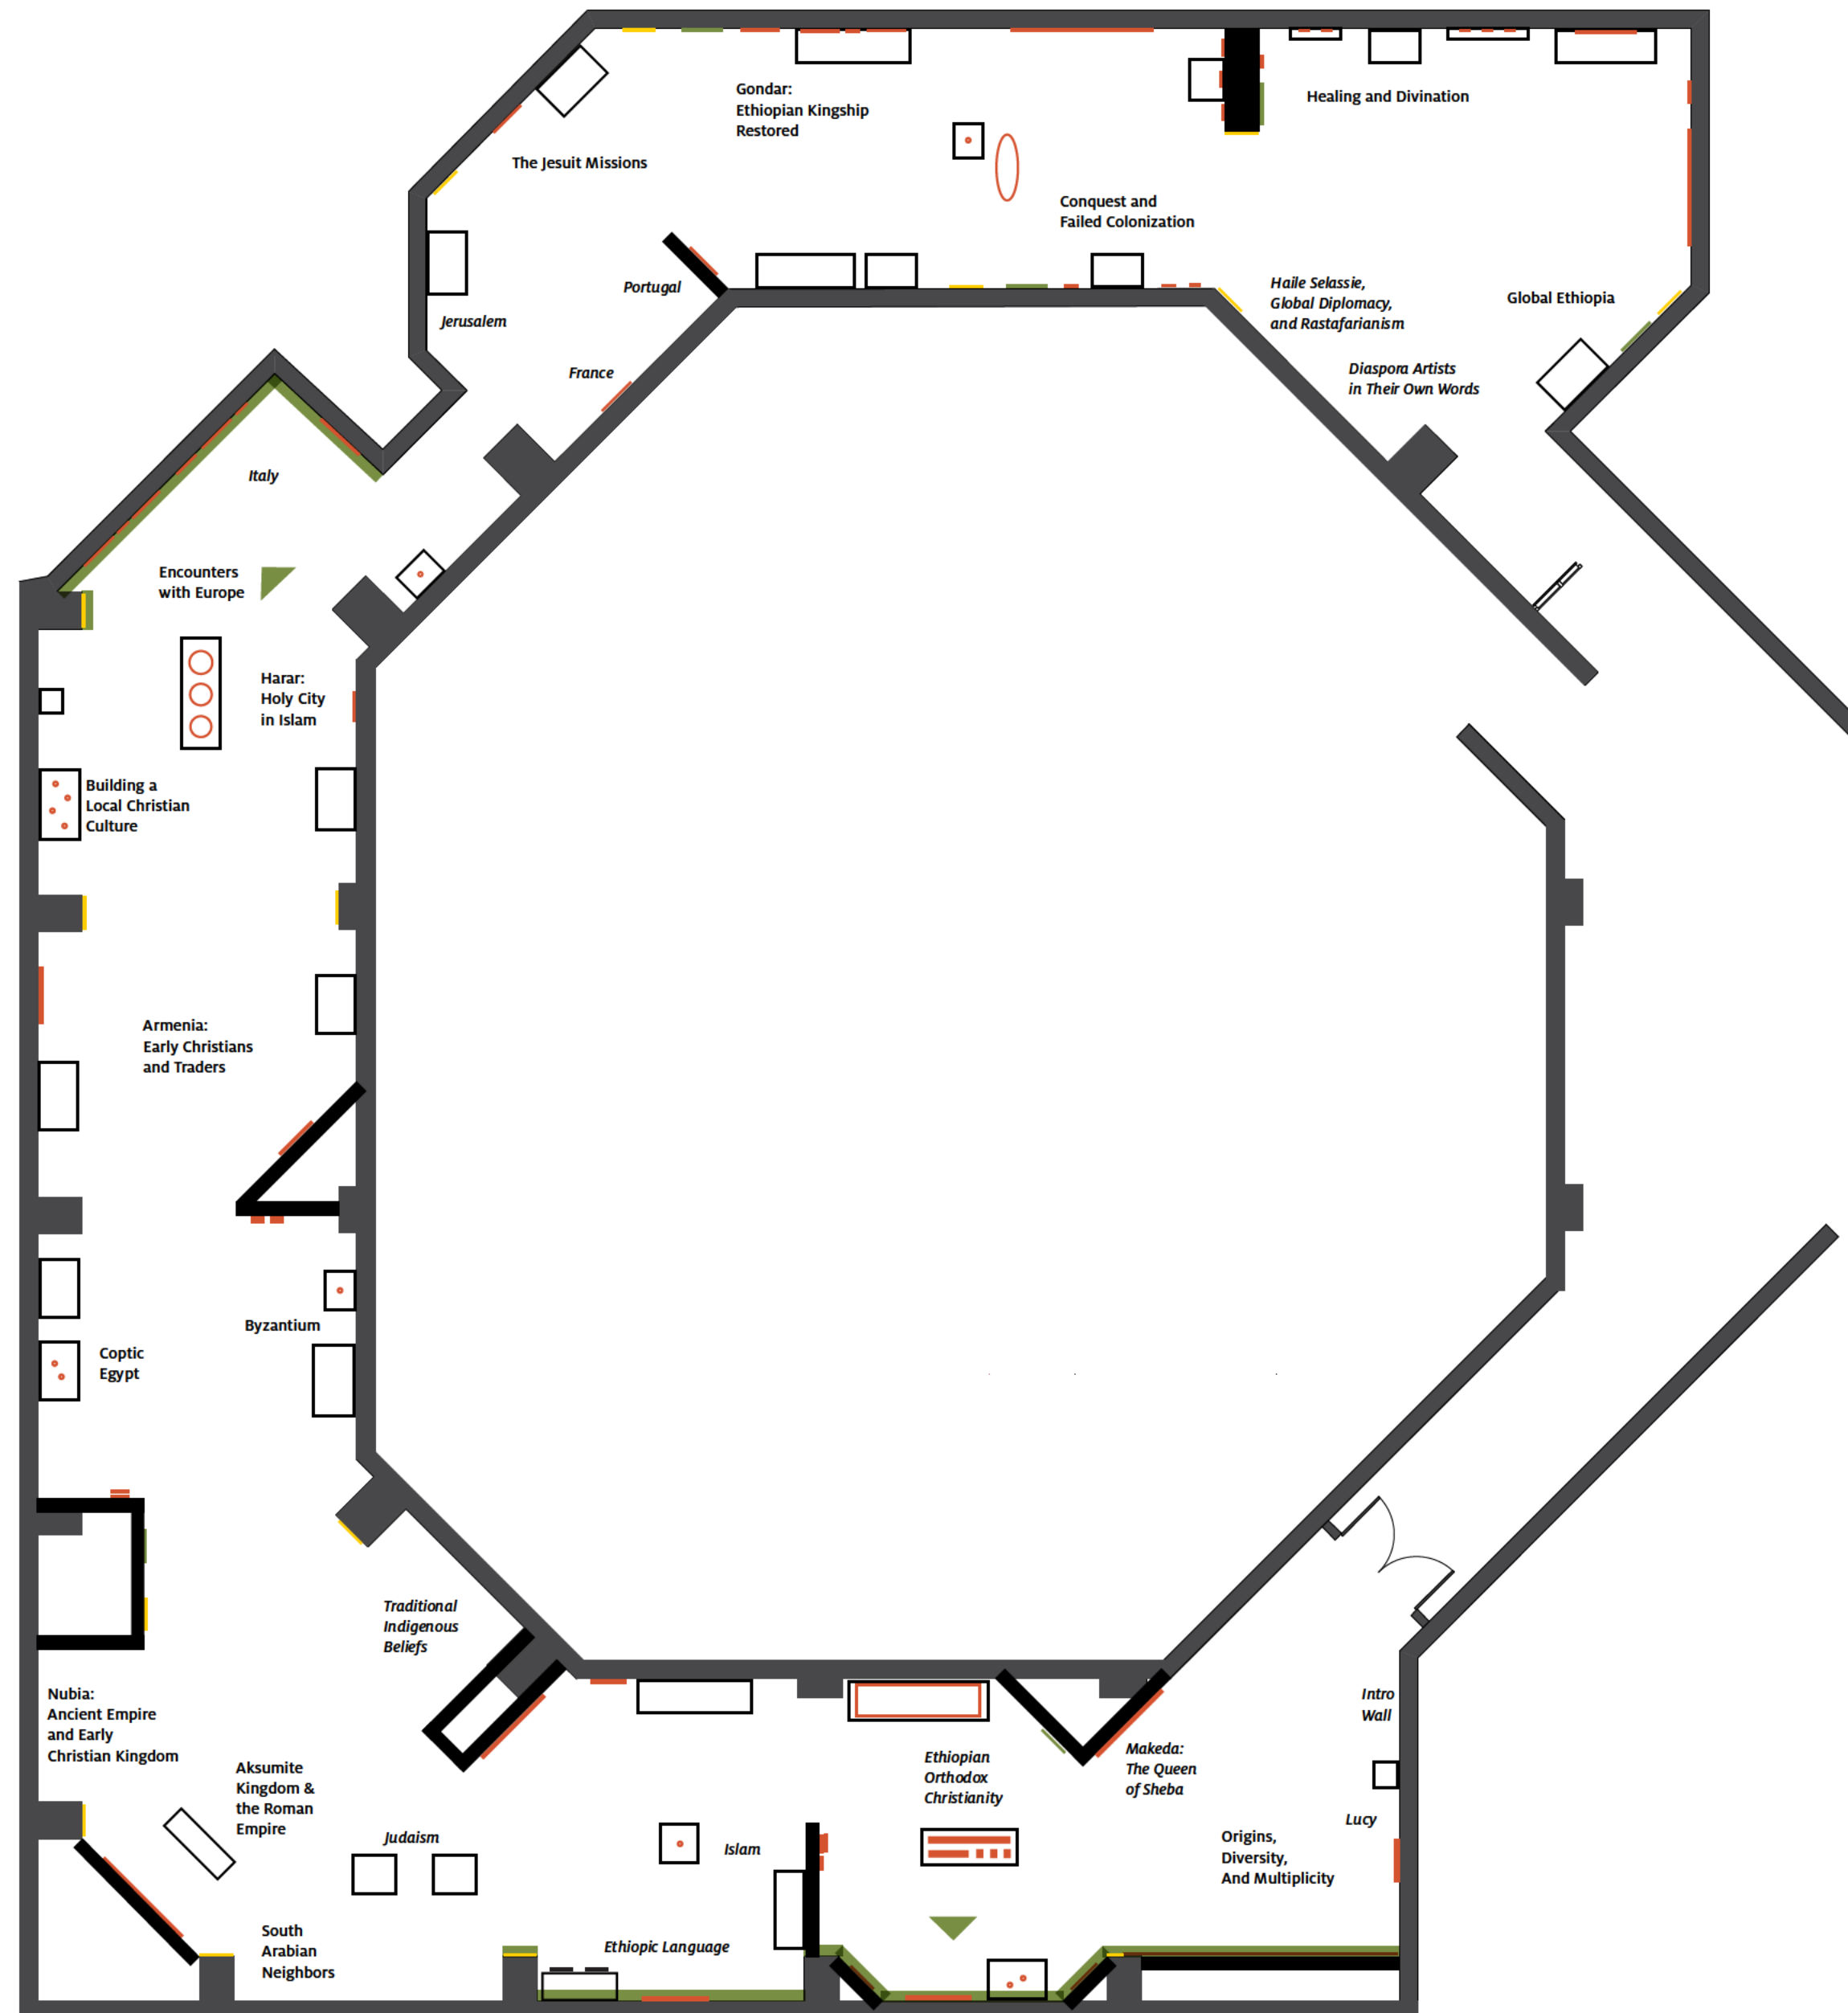 Gondar:
Ethiopian Kingship
Restored
Healing and Divination
The Jesuit Missions
Conquest and
Failed Colonization
Portugal
Jerusalem
Haile Selassie,
Global Diplomacy,
and Rastafarianism
Global Ethiopia
France
Diaspora Artists
in Their Own Words
Italy
Encounters
with Europe
Harar:
Holy City
in Islam
Building a
Local Christian
Culture
Armenia:
Early Christians
and Traders
Byzantium
Coptic
Egypt
Traditional
Indigenous
Beliefs
Nubia:
Ancient Empire
and Early
Christian Kingdom
Intro
Wall
Aksumite
Kingdom &
the Roman
Empire
Ethiopian
Orthodox
Christianity
Makeda:
The Queen
of Sheba
Judaism
Islam
Lucy
Origins,
Diversity,
And Multiplicity
South
Arabian
Neighbors
Ethiopic Language